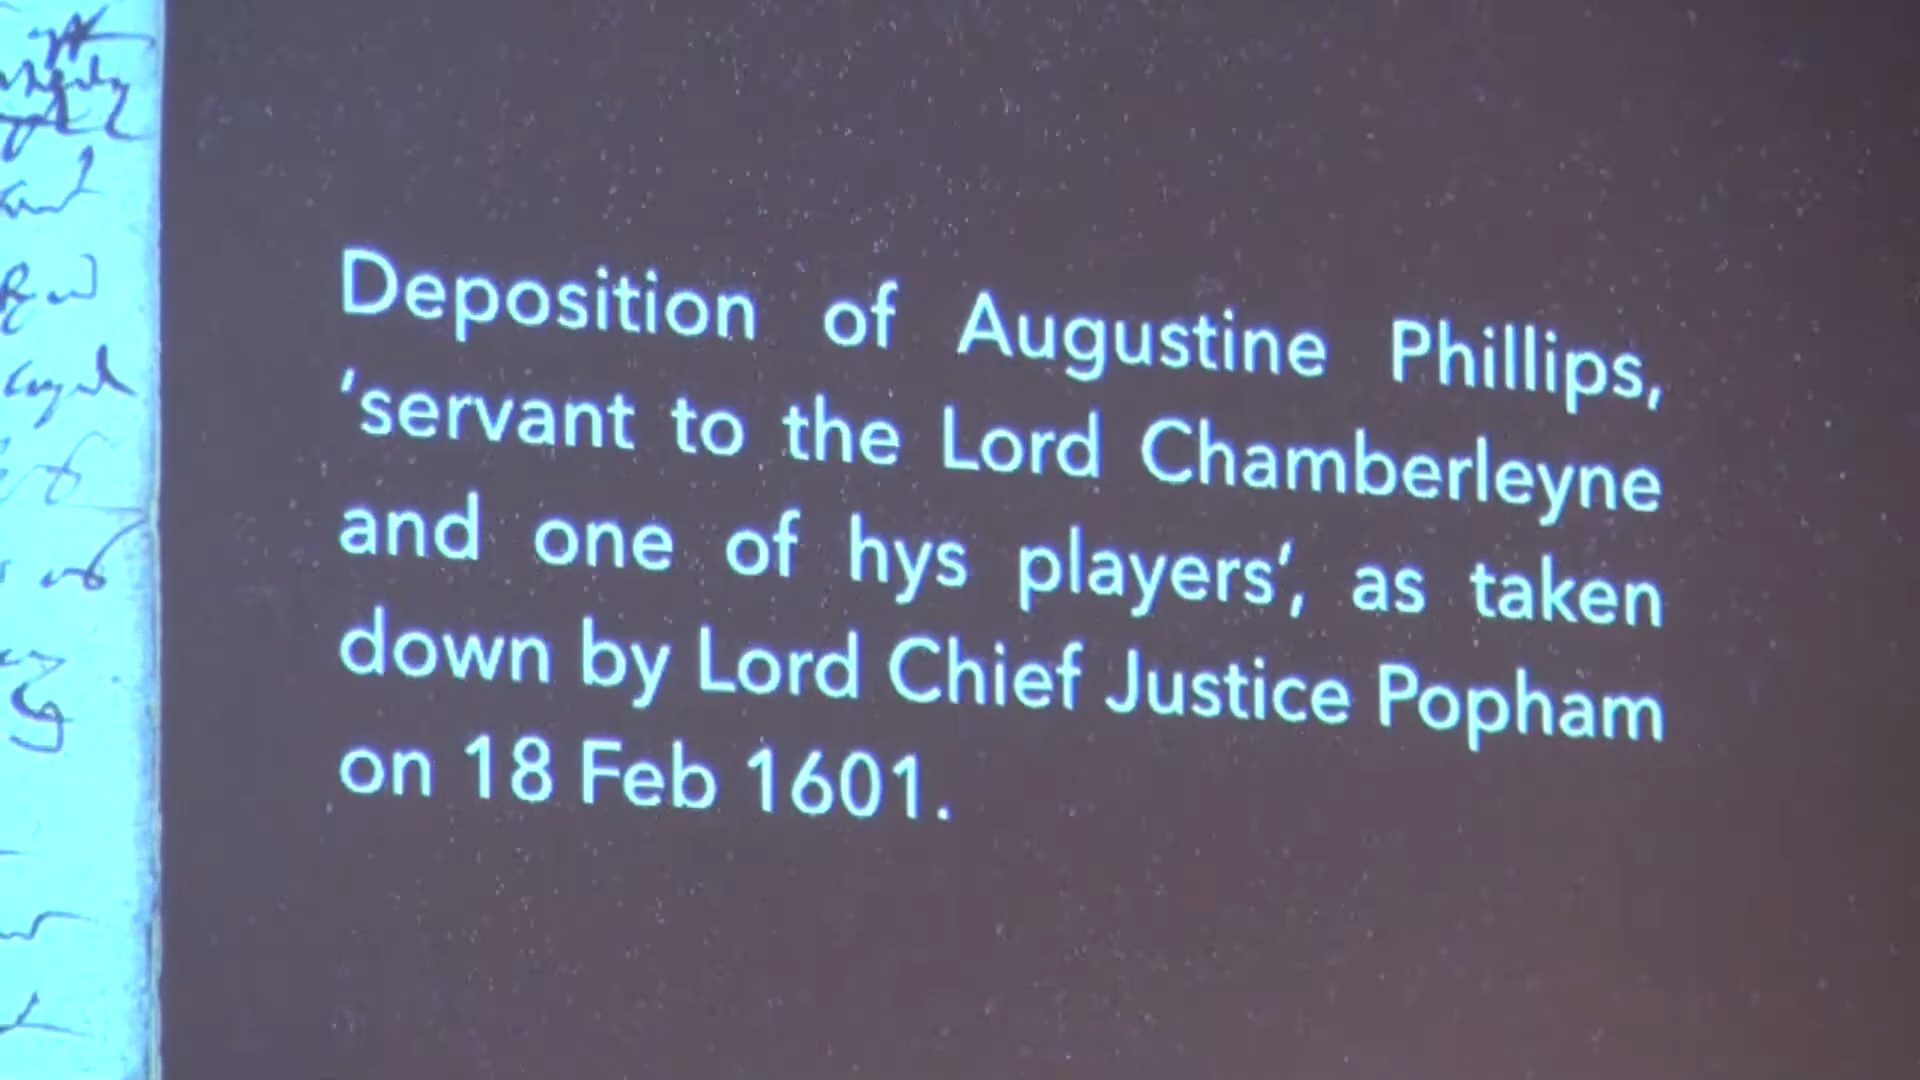 Deposition of Augustine Phillips,
‘servant to the Lord Chamberleyne
and one of hys players’, as taken
down by Lord Chief Justice Popham
on 18 Feb 1601.